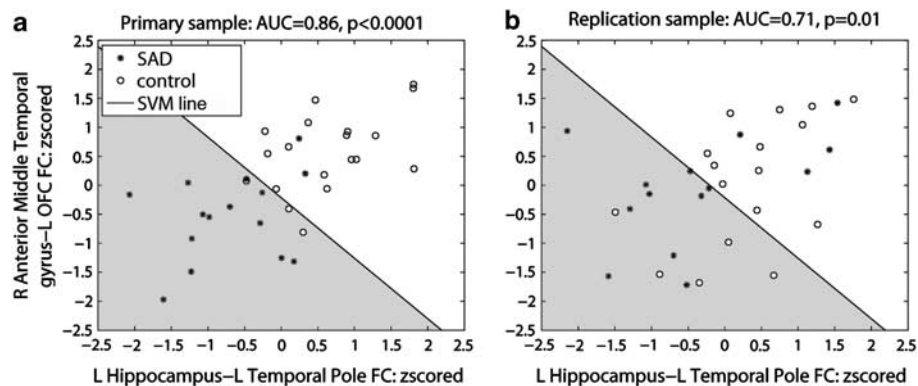 a Primary sample: AUC=0.86, p<0.0001
SAD
control
SVM line
2.5
2
1.5
1
0.5
0
−0.5
−1
−1.5
−2
−2.5
−2.5 −2 −1.5 −1 −0.5 0 0.5 1 1.5 2 2.5
R Anterior Middle Temporal
gyrus−L OFC FC: zscored
L Hippocampus−L Temporal Pole FC: zscored
b Replication sample: AUC=0.71, p=0.01
2.5
2
1.5
1
0.5
0
−0.5
−1
−1.5
−2
−2.5
−2.5 −2 −1.5 −1 −0.5 0 0.5 1 1.5 2 2.5
L Hippocampus−L Temporal Pole FC: zscored